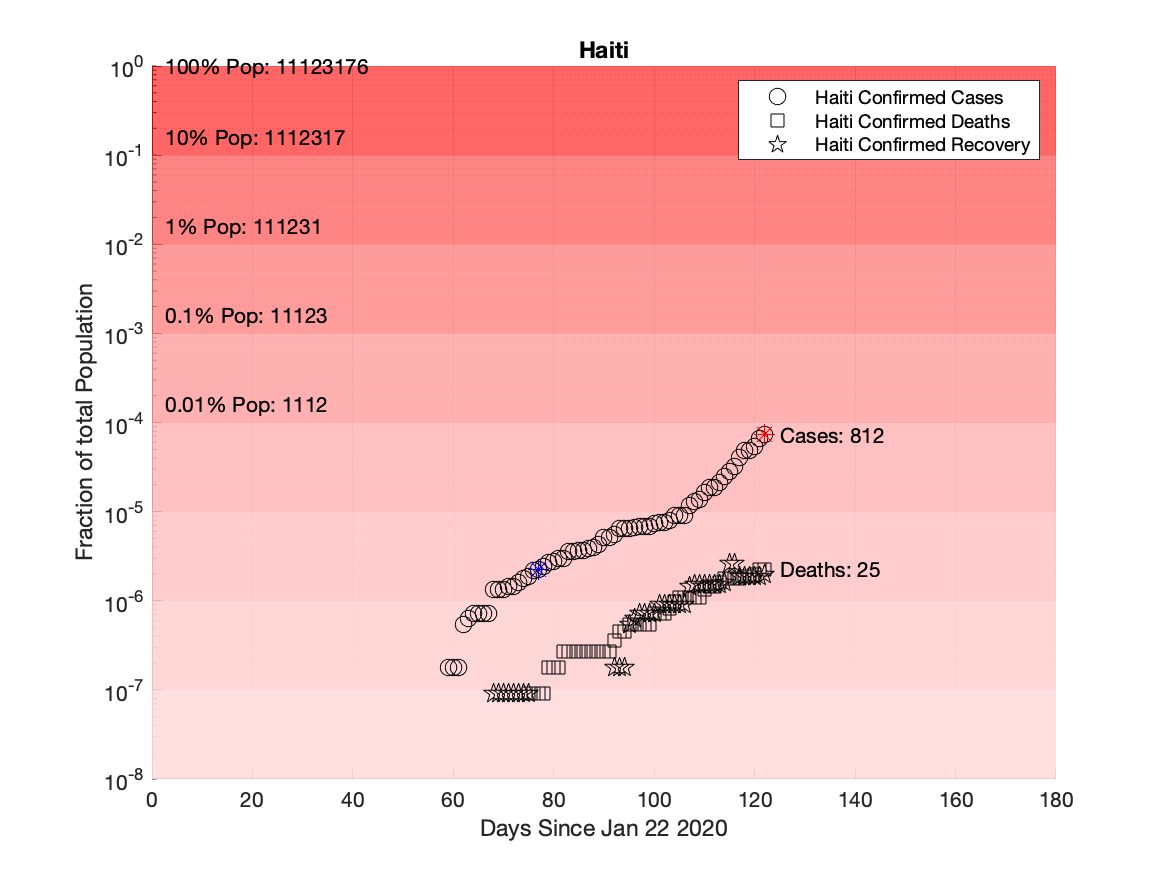 Haiti
10⁰
100% Pop: 11123176
Haiti Confirmed Cases
Haiti Confirmed Deaths
Haiti Confirmed Recovery
10% Pop: 1112317
10⁻¹
1% Pop: 111231
10⁻²
0.1% Pop: 11123
10⁻³
0.01% Pop: 1112
10⁻⁴
Cases: 812
10⁻⁵
Deaths: 25
10⁻⁶
10⁻⁷
10⁻⁸
Fraction of total Population
0 20 40 60 80 100 120 140 160 180
Days Since Jan 22 2020